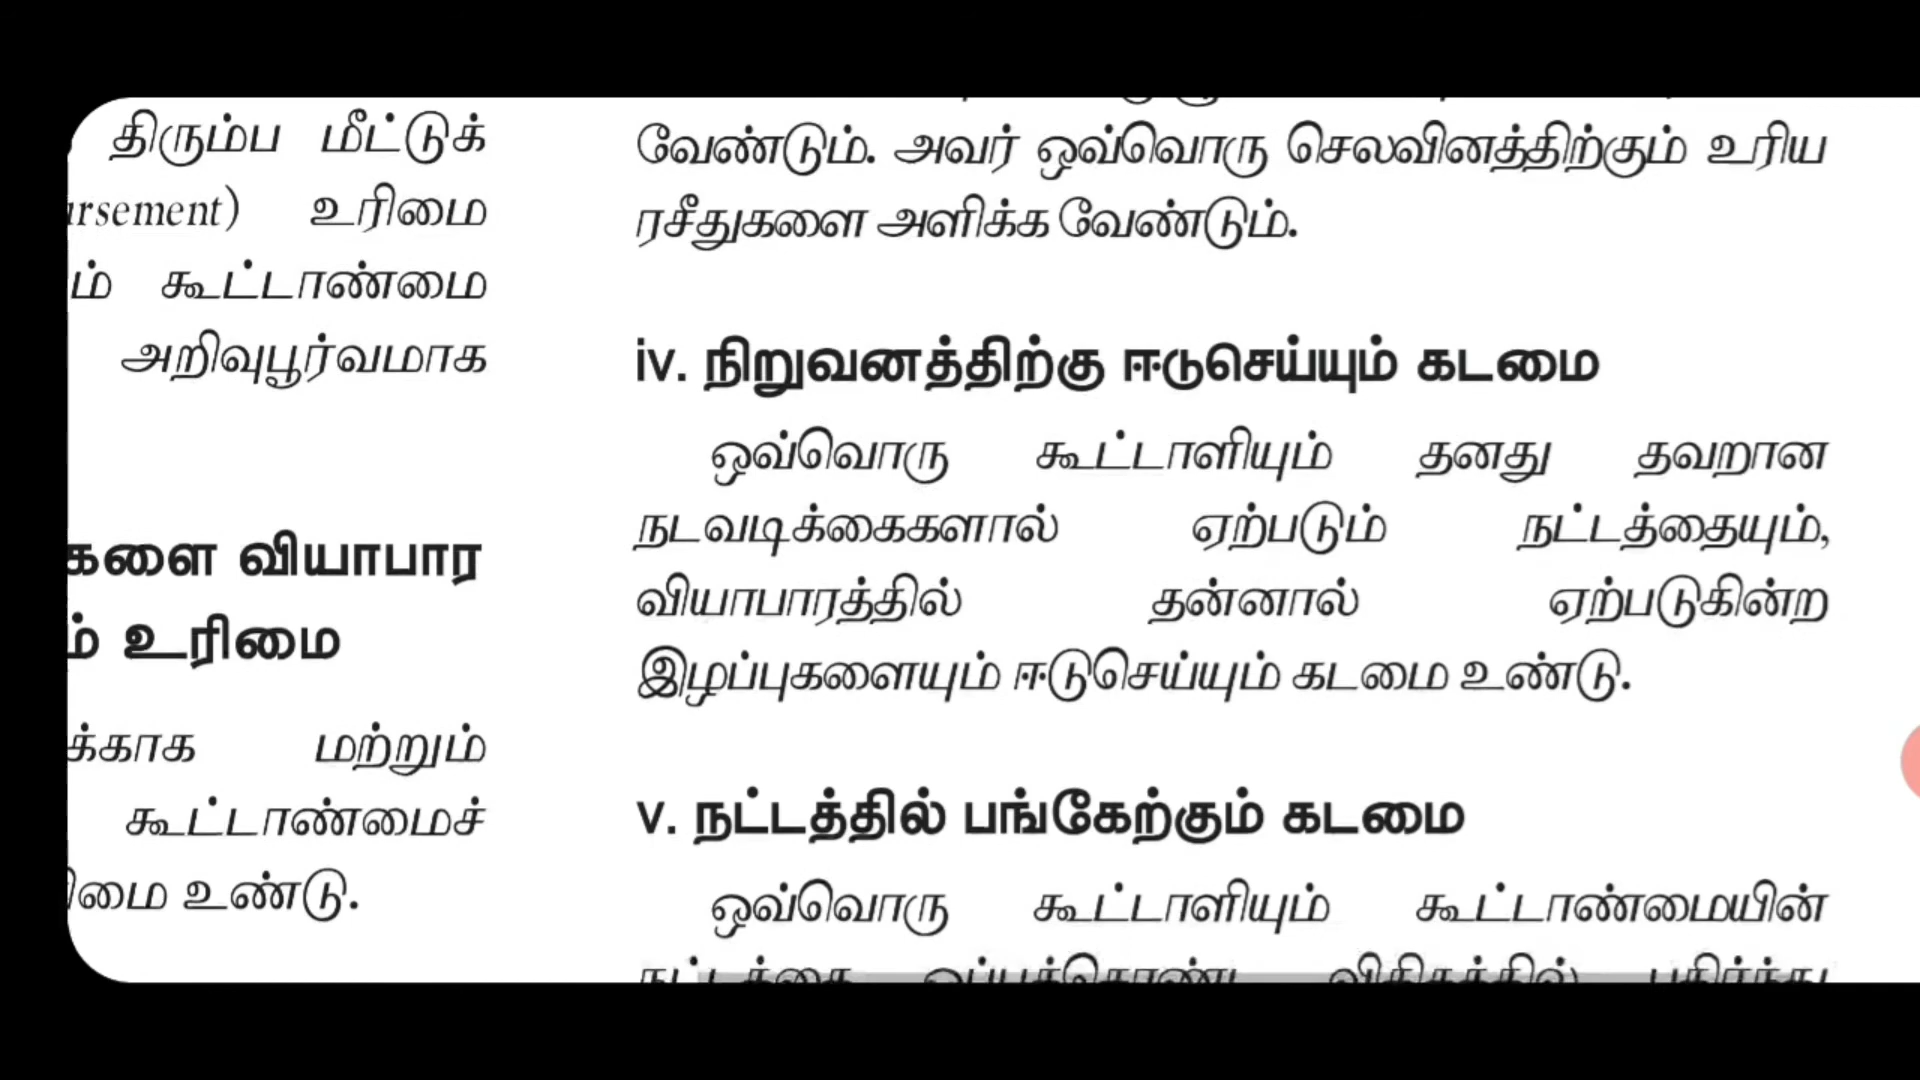 திரும்ப மீட்டுக்
ursement) உரிமை
ம் கூட்டாண்மை
அறிவுபூர்வமாக
களை வியாபார
ம் உரிமை
க்காக மற்றும்
கூட்டாண்மைச்
ிமை உண்டு.
வேண்டும். அவர் ஒவ்வொரு செலவினத்திற்கும் உரிய
ரசீதுகளை அளிக்க வேண்டும்.
iv. நிறுவனத்திற்கு ஈடுசெய்யும் கடமை
ஒவ்வொரு கூட்டாளியும் தனது தவறான
நடவடிக்கைகளால் ஏற்படும் நட்டத்தையும்,
வியாபாரத்தில் தன்னால் ஏற்படுகின்ற
இழப்புகளையும் ஈடுசெய்யும் கடமை உண்டு.
v. நட்டத்தில் பங்கேற்கும் கடமை
ஒவ்வொரு கூட்டாளியும் கூட்டாண்மையின்